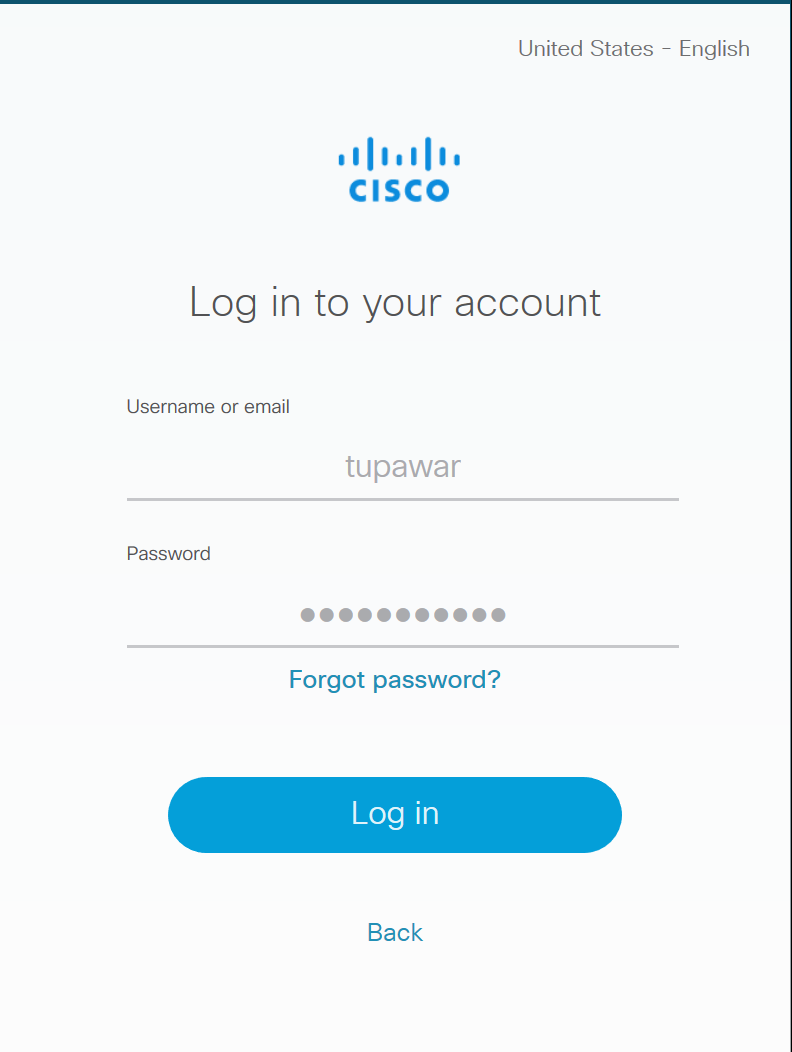 United States - English
CISCO
Log in to your account
Username or email
tupawar
Password
●●●●●●●●●●●
Forgot password?
Log in
Back